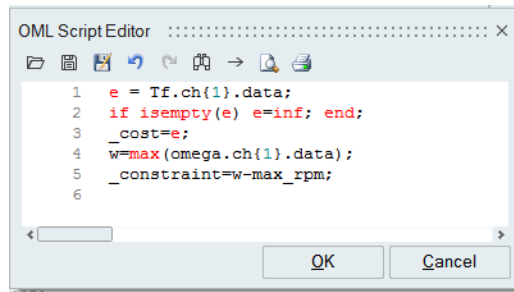 OML Script Editor
1 e = Tf.ch{1}.data;
2 if isempty(e) e=inf; end;
3 _cost=e;
4 w=max(omega.ch{1}.data);
5 _constraint=w-max_rpm;
6
OK Cancel